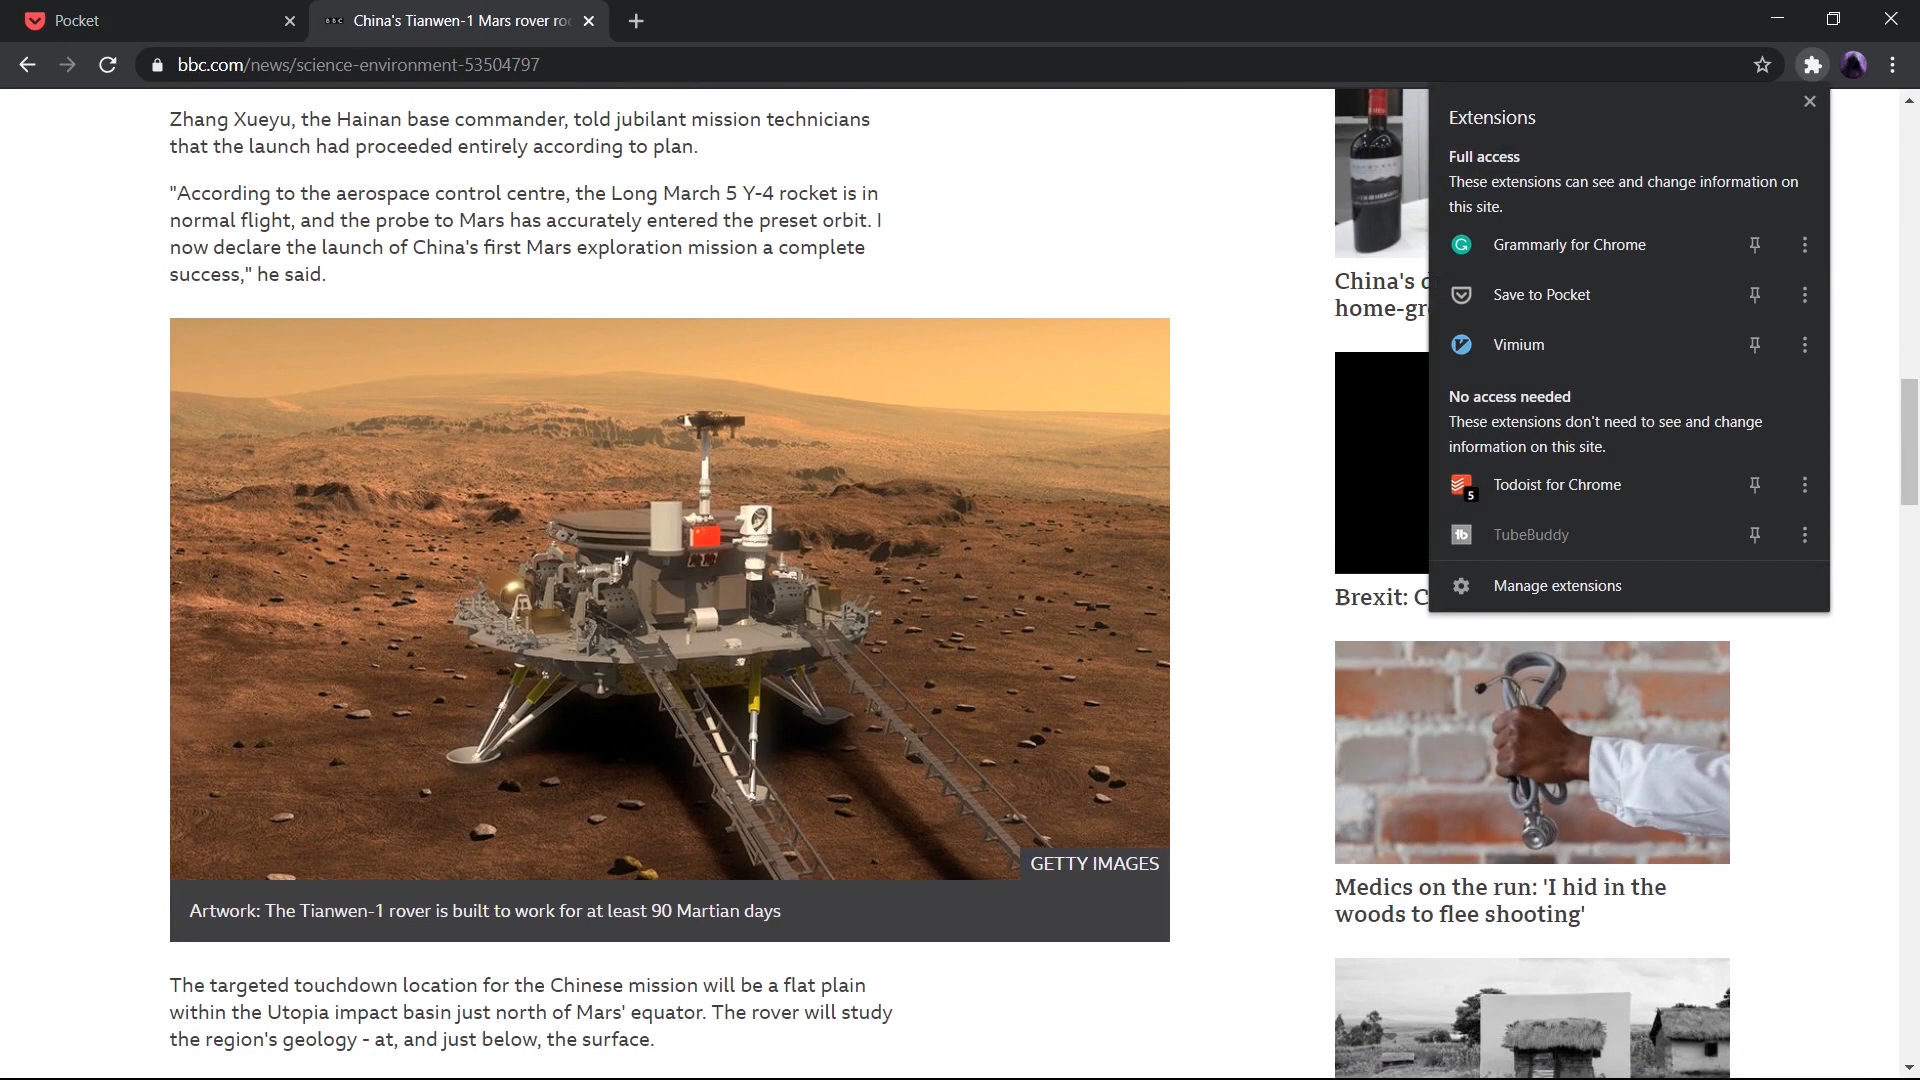 Pocket
BBC China's Tianwen-1 Mars rover ro
bbc.com/news/science-environment-53504797
Zhang Xueyu, the Hainan base commander, told jubilant mission technicians
that the launch had proceeded entirely according to plan.
"According to the aerospace control centre, the Long March 5 Y-4 rocket is in
normal flight, and the probe to Mars has accurately entered the preset orbit. I
now declare the launch of China's first Mars exploration mission a complete
success," he said.
GETTY IMAGES
Artwork: The Tianwen-1 rover is built to work for at least 90 Martian days
The targeted touchdown location for the Chinese mission will be a flat plain
within the Utopia impact basin just north of Mars' equator. The rover will study
the region's geology - at, and just below, the surface.
China's d
home-gr
Brexit: C
Medics on the run: 'I hid in the
woods to flee shooting'
Extensions
Full access
These extensions can see and change information on
this site.
Grammarly for Chrome
Save to Pocket
Vimium
No access needed
These extensions don't need to see and change
information on this site.
5 Todoist for Chrome
tb TubeBuddy
Manage extensions